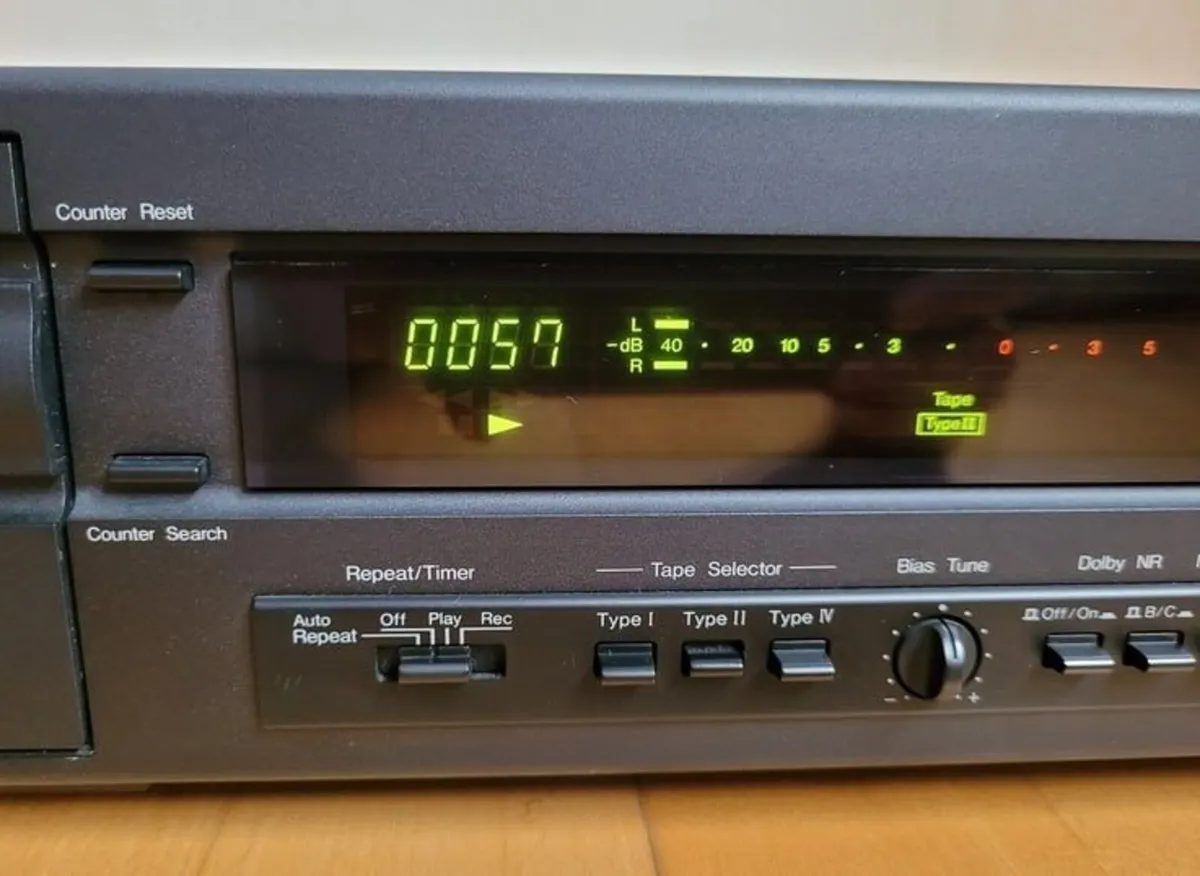 Counter Reset
0057
L
-dB 40 · 20 10 5 · 3 · 0 · 3 5
R
Tape
Type II
Counter Search
Repeat/Timer
Tape Selector
Bias Tune
Dolby NR
Auto Repeat
Off Play Rec
Type I Type II Type IV
- +
Off/On B/C